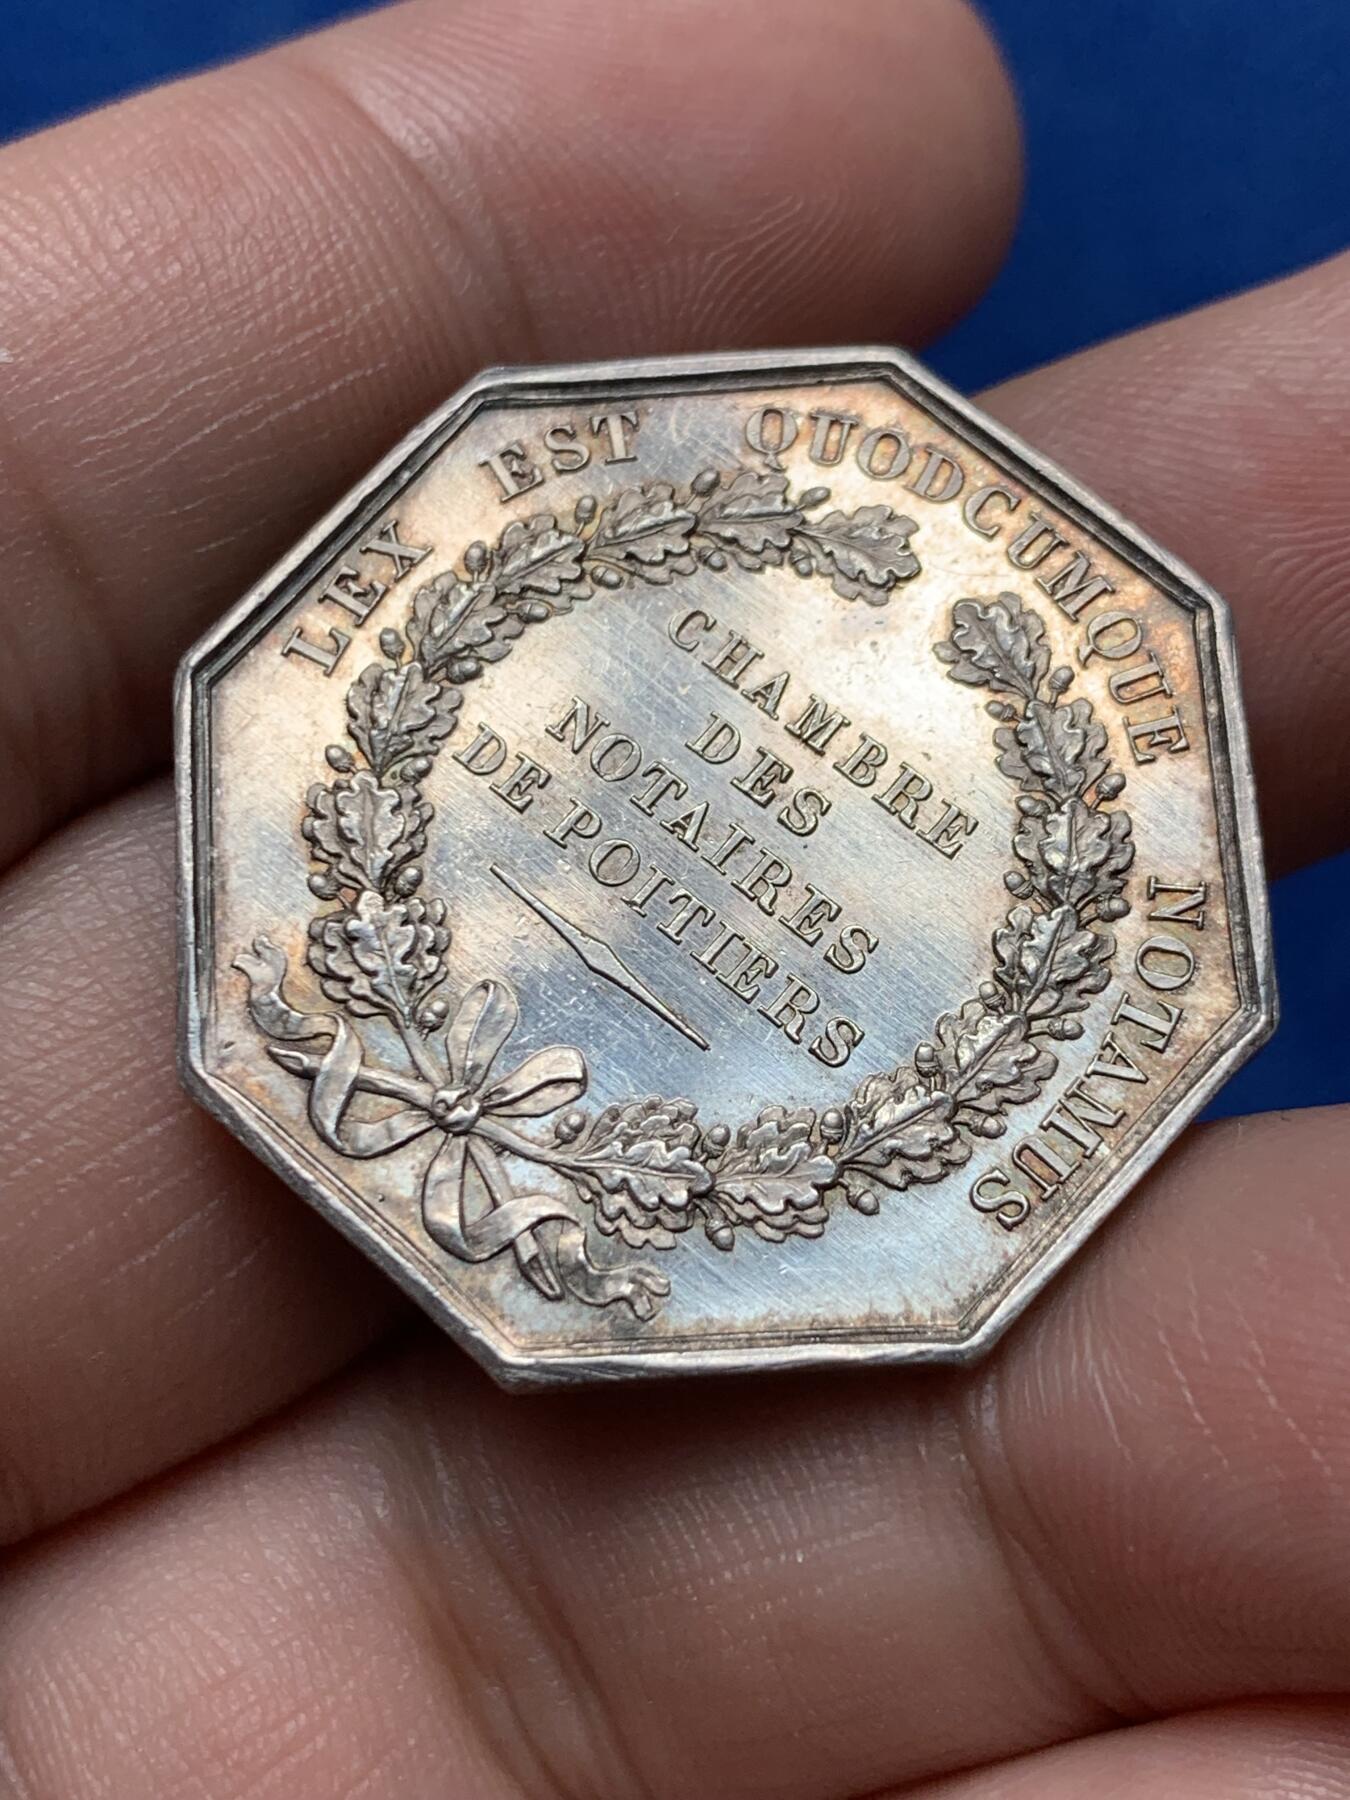 LEX EST QUODCUMQUE NOTAMUS
CHAMBRE
DES
NOTAIRES
DE POITIERS